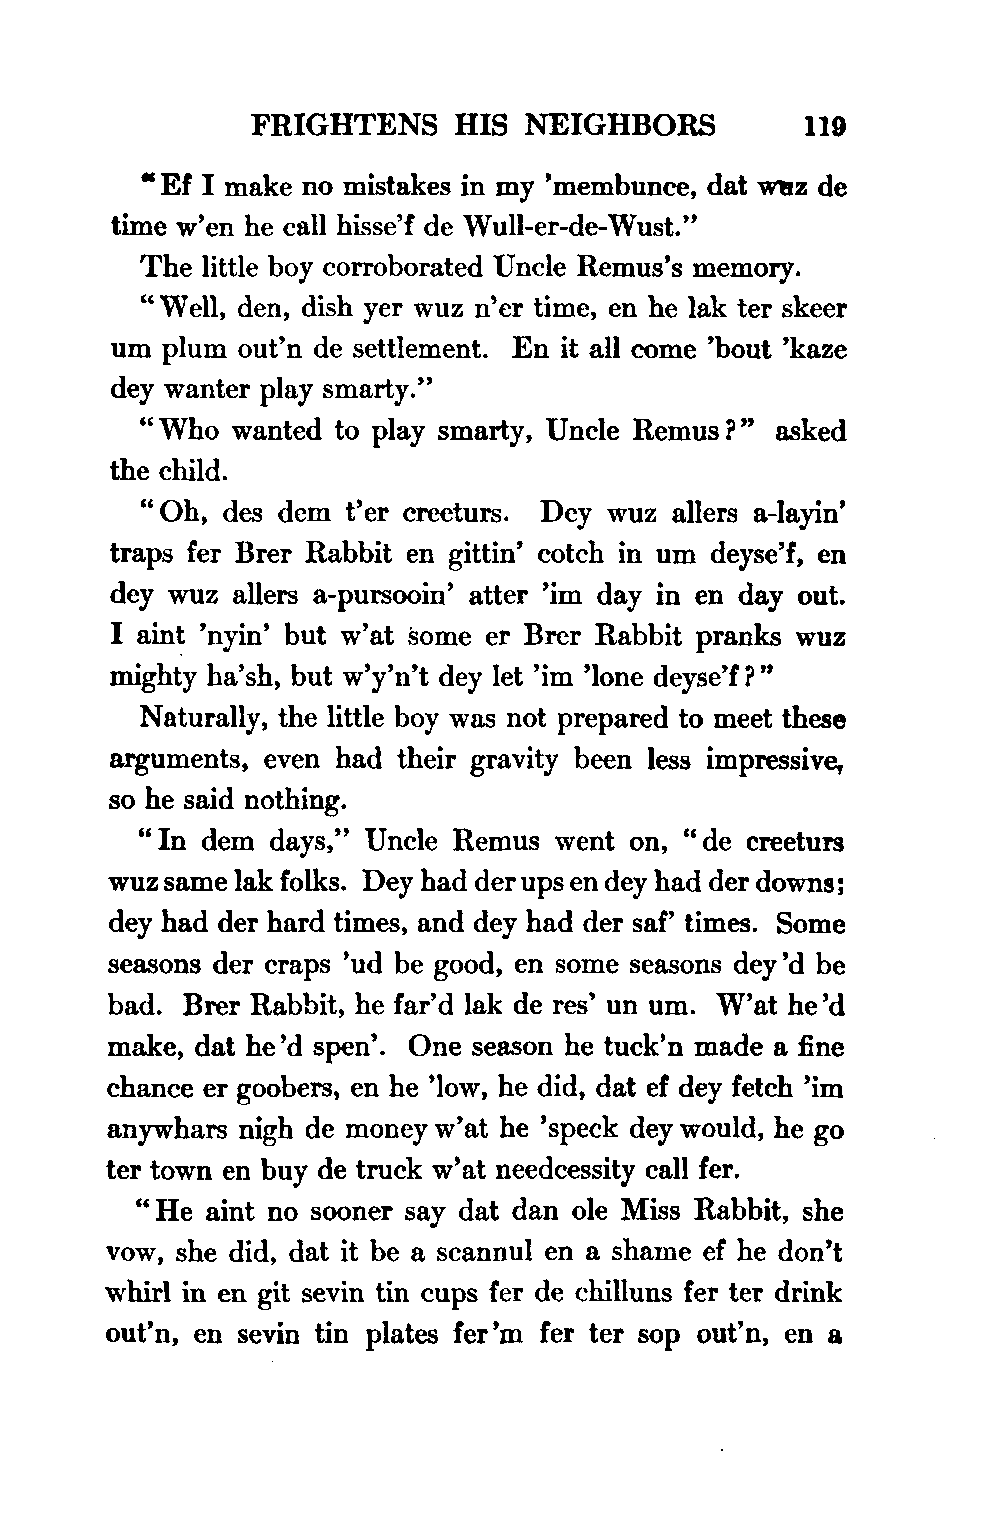 FRIGHTENS HIS NEIGHBORS 119
“Ef I make no mistakes in my ’membunce, dat wuz de
time w’en he call hisse’f de Wull-er-de-Wust.”
The little boy corroborated Uncle Remus’s memory.
“Well, den, dish yer wuz n’er time, en he lak ter skeer
um plum out’n de settlement. En it all come ’bout ’kaze
dey wanter play smarty.”
“Who wanted to play smarty, Uncle Remus?” asked
the child.
“Oh, des dem t’er creeturs. Dey wuz allers a-layin’
traps fer Brer Rabbit en gittin’ cotch in um deyse’f, en
dey wuz allers a-pursooin’ atter ’im day in en day out.
I aint ’nyin’ but w’at some er Brer Rabbit pranks wuz
mighty ha’sh, but w’y’n’t dey let ’im ’lone deyse’f?”
Naturally, the little boy was not prepared to meet these
arguments, even had their gravity been less impressive,
so he said nothing.
“In dem days,” Uncle Remus went on, “de creeturs
wuz same lak folks. Dey had der ups en dey had der downs;
dey had der hard times, and dey had der saf’ times. Some
seasons der craps ’ud be good, en some seasons dey’d be
bad. Brer Rabbit, he far’d lak de res’ un um. W’at he’d
make, dat he’d spen’. One season he tuck’n made a fine
chance er goobers, en he ’low, he did, dat ef dey fetch ’im
anywhars nigh de money w’at he ’speck dey would, he go
ter town en buy de truck w’at needcessity call fer.
“He aint no sooner say dat dan ole Miss Rabbit, she
vow, she did, dat it be a scannul en a shame ef he don’t
whirl in en git sevin tin cups fer de chilluns fer ter drink
out’n, en sevin tin plates fer’m fer ter sop out’n, en a